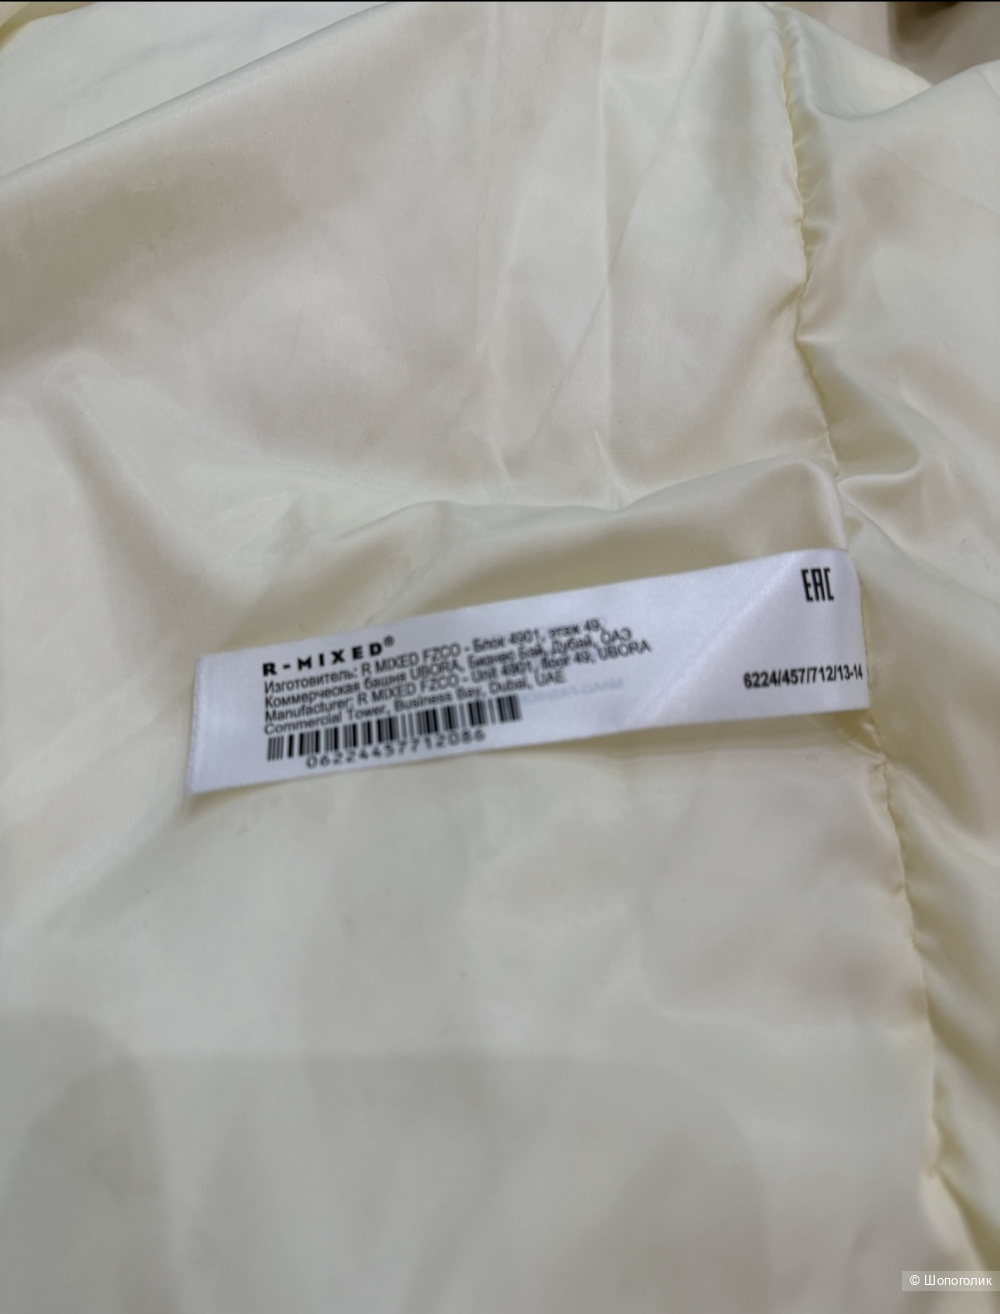 R-MIXED®
Изготовитель: R MIXED FZCO - Блок 4901, этаж 49,
Коммерческая башня UBORA, Бизнес Бэй, Дубай, ОАЭ
Manufacturer: R MIXED FZCO - Unit 4901, floor 49, UBORA
Commercial Tower, Business Bay, Dubai, UAE
06224457712086
EAC
6224/457/712/13-14
© Шопоголик